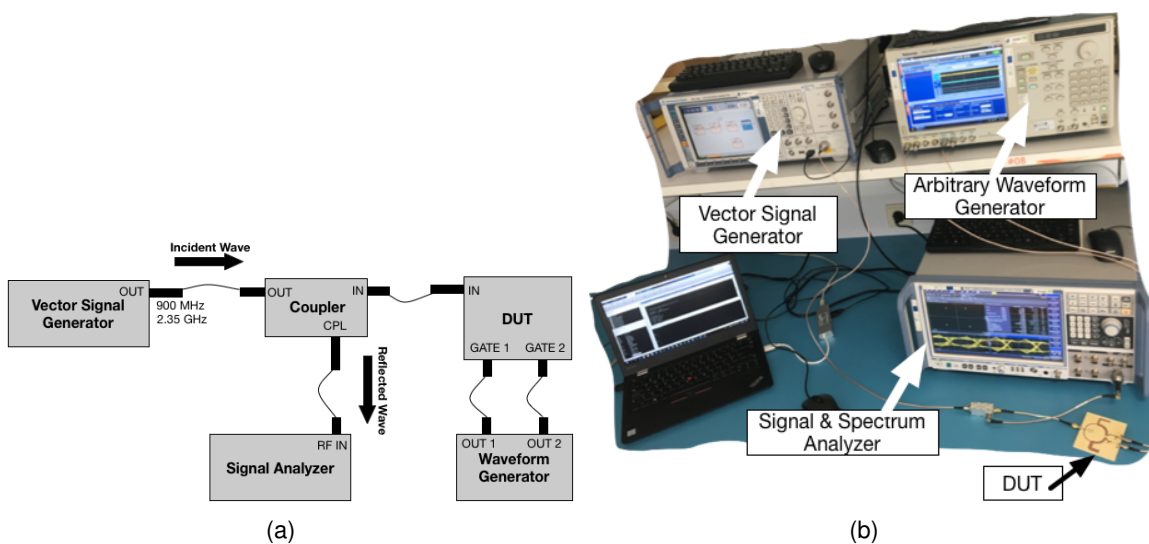 Incident Wave
OUT
Vector Signal
Generator
900 MHz
2.35 GHz
OUT
IN
Coupler
CPL
IN
DUT
GATE 1
GATE 2
Reflected Wave
RF IN
Signal Analyzer
OUT 1
OUT 2
Waveform
Generator
(a)
#08
Vector Signal
Generator
Arbitrary Waveform
Generator
Signal & Spectrum
Analyzer
DUT
(b)